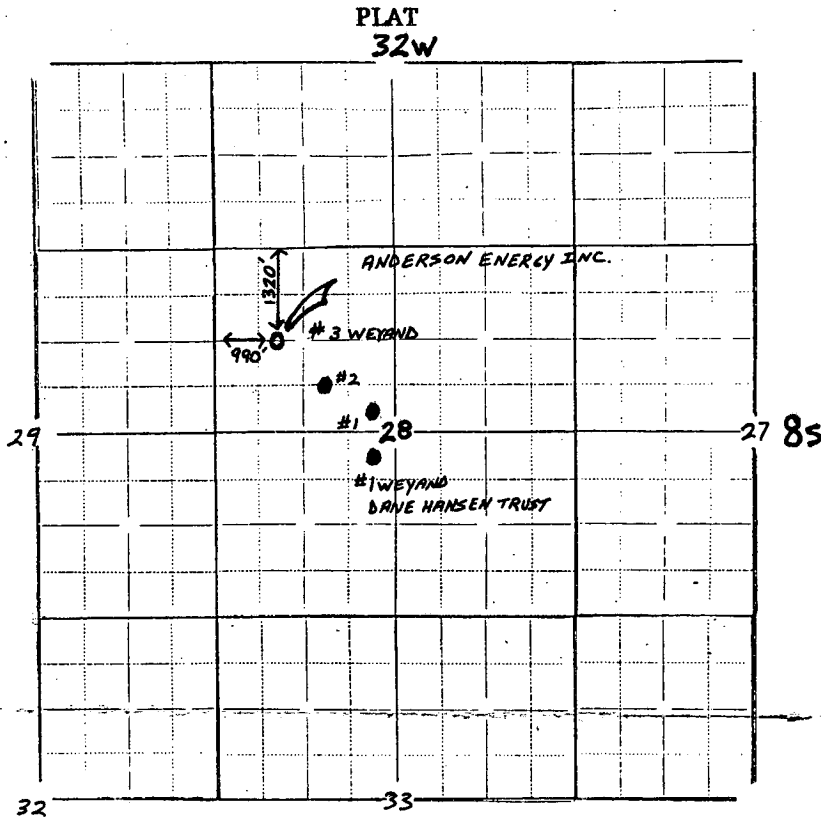 PLAT
32W
ANDERSON ENERGY INC.
1320'
#3 WEYAND
990'
#2
#1
29
28
27 8s
#1 WEYAND
DANE HANSEN TRUST
32
33